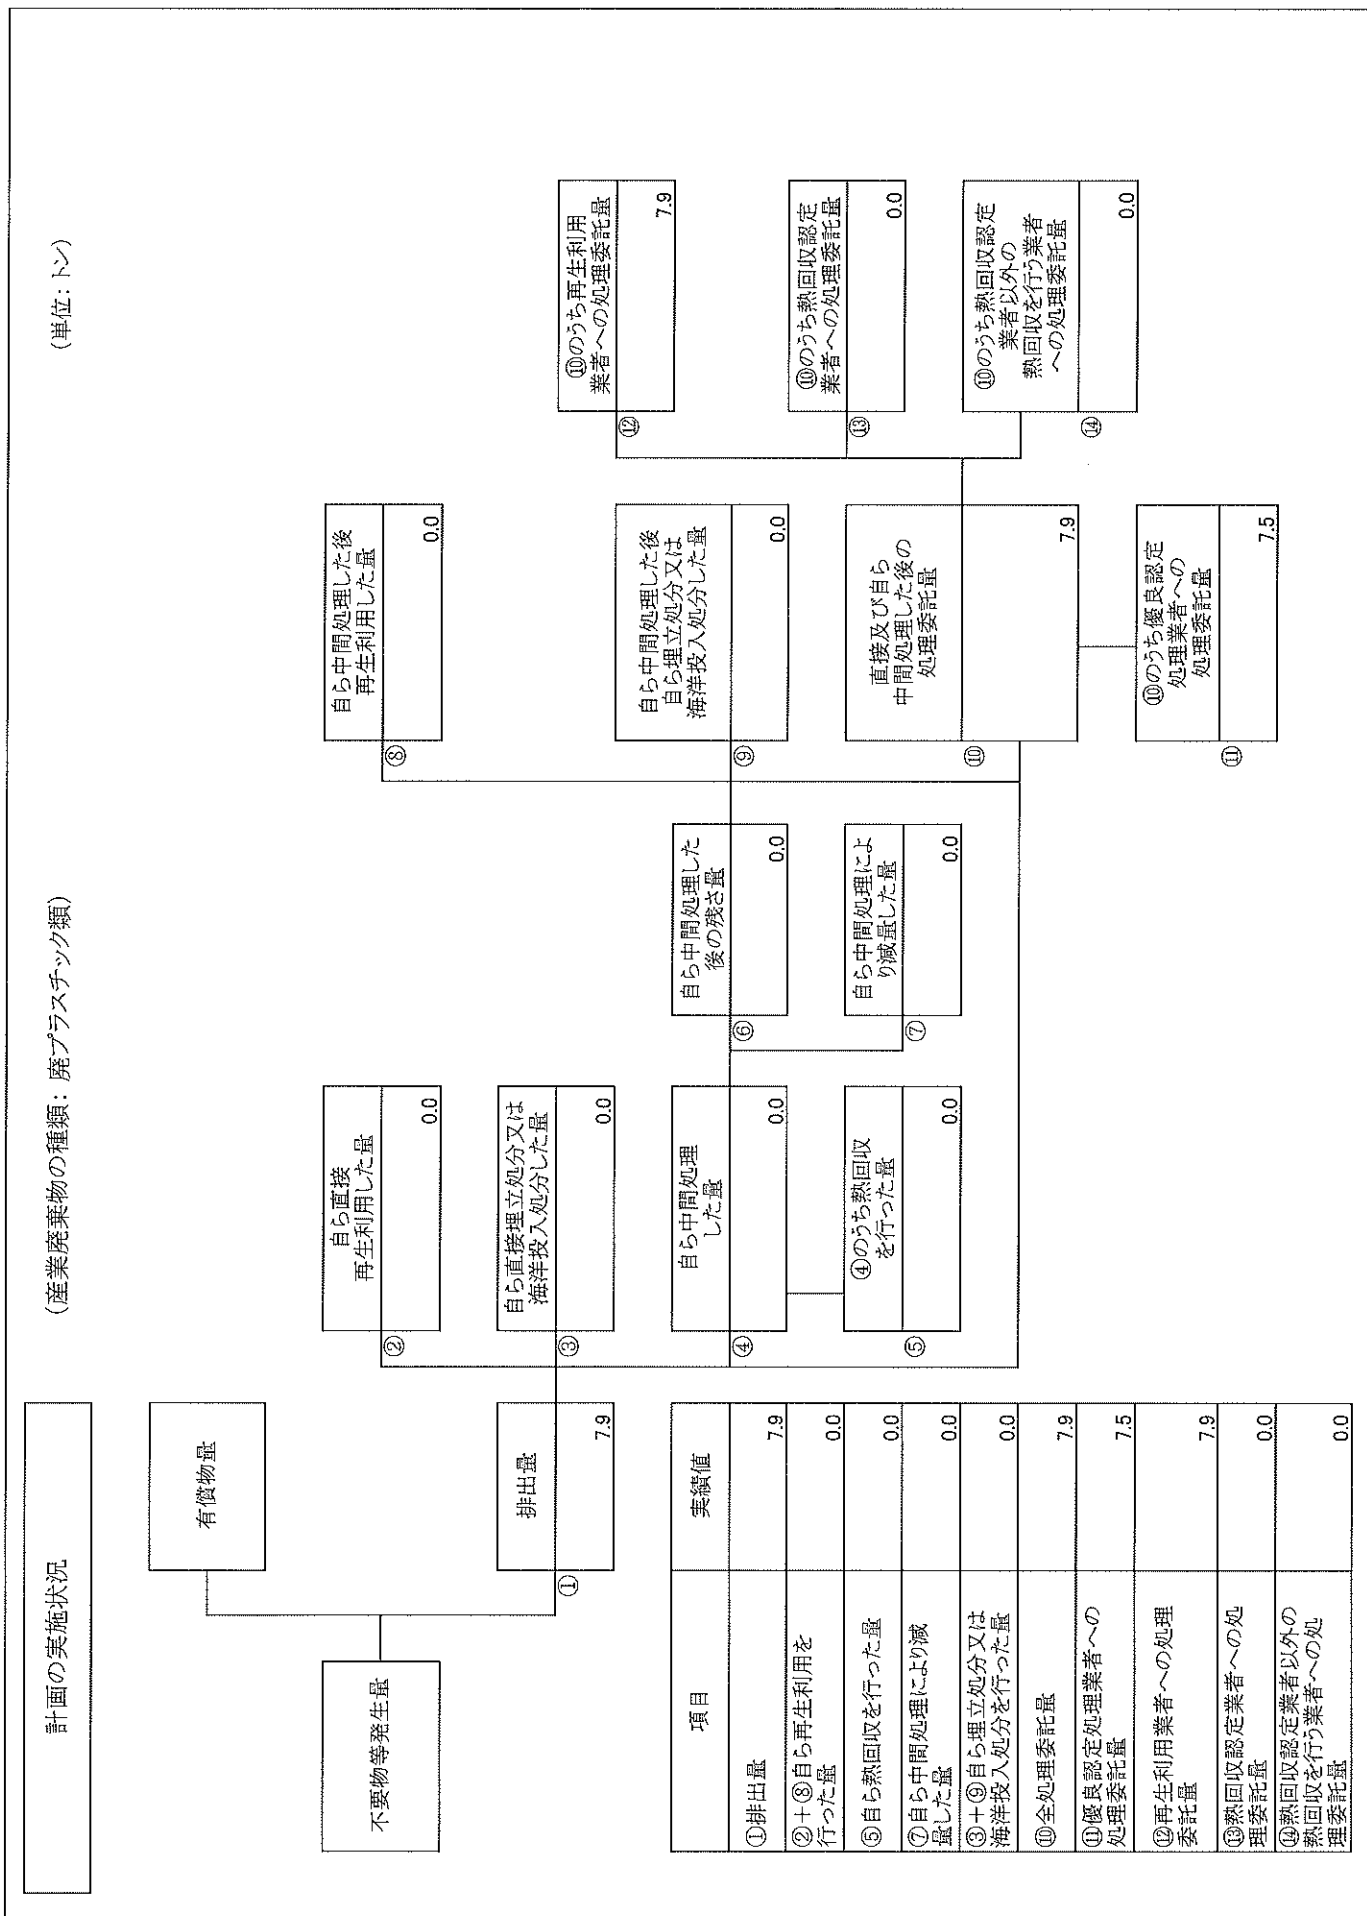 計画の実施状況
(産業廃棄物の種類: 廃プラスチック類)
(単位: トン)
不要物等発生量
有償物量
①
排出量
7.9
②
自ら直接
再生利用した量
0.0
③
自ら直接埋立処分又は
海洋投入処分した量
0.0
④
自ら中間処理
した量
0.0
⑤
④のうち熱回収
を行った量
0.0
⑥
自ら中間処理した
後の残さ量
0.0
⑦
自ら中間処理によ
り減量した量
0.0
⑧
自ら中間処理した後
再生利用した量
0.0
⑨
自ら中間処理した後
自ら埋立処分又は
海洋投入処分した量
0.0
⑩
直接及び自ら
中間処理した後の
処理委託量
7.9
⑪
⑩のうち優良認定
処理業者への
処理委託量
7.5
⑫
⑩のうち再生利用
業者への処理委託量
7.9
⑬
⑩のうち熱回収認定
業者への処理委託量
0.0
⑭
⑩のうち熱回収認定
業者以外の
熱回収を行う業者
への処理委託量
0.0
項目
実績値
①排出量
7.9
②+⑧自ら再生利用を
行った量
0.0
⑤自ら熱回収を行った量
0.0
⑦自ら中間処理により減
量した量
0.0
③+⑨自ら埋立処分又は
海洋投入処分を行った量
0.0
⑩全処理委託量
7.9
⑪優良認定処理業者への
処理委託量
7.5
⑫再生利用業者への処理
委託量
7.9
⑬熱回収認定業者への処
理委託量
0.0
⑭熱回収認定業者以外の
熱回収を行う業者への処
理委託量
0.0